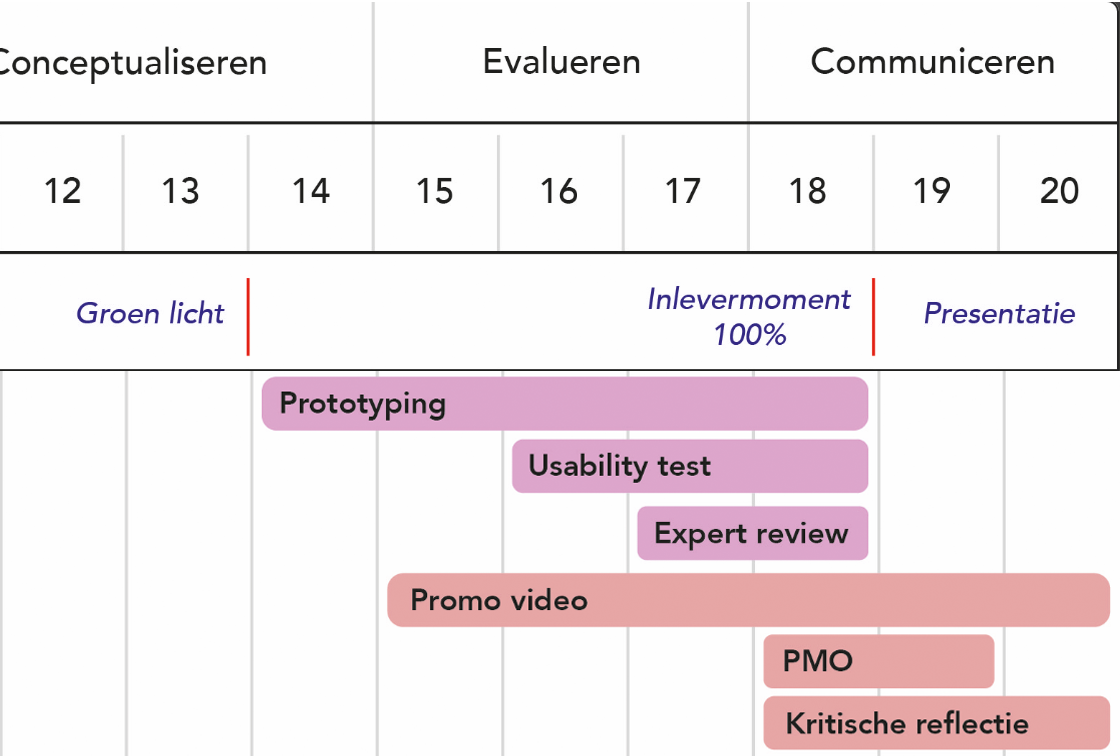 Conceptualiseren Evalueren Communiceren
12 13 14 15 16 17 18 19 20
Groen licht
Inlevermoment
100%
Presentatie
Prototyping
Usability test
Expert review
Promo video
PMO
Kritische reflectie